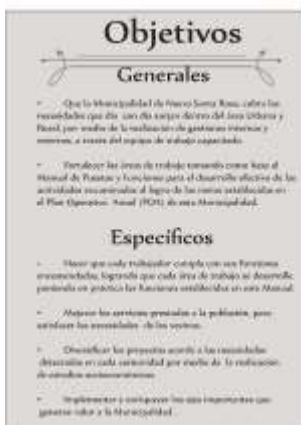 Objetivos
Generales
• Que la Municipalidad de Nueva Santa Rosa, cubra las
necesidades que día con día surgen dentro del área Urbana y
Rural, por medio de la realización de gestiones internas y
externas, a través del equipo de trabajo capacitado.
• Fortalecer las áreas de trabajo tomando como base el
Manual de Puestos y Funciones para el desarrollo efectivo de las
actividades encaminadas al logro de las metas establecidas en
el Plan Operativo Anual (POA) de esta Municipalidad.
Específicos
• Hacer que cada trabajador cumpla con sus funciones
encomendadas, logrando que cada área de trabajo se desarrolle
poniendo en práctica las funciones establecidas en este Manual.
• Mejorar los servicios prestados a la población, para
satisfacer las necesidades de los vecinos.
• Diversificar los proyectos acorde a las necesidades
detectadas en cada comunidad por medio de la realización
de estudios socioeconómicos.
• Implementar y enriquecer los ejes importantes que
generan valor a la Municipalidad.